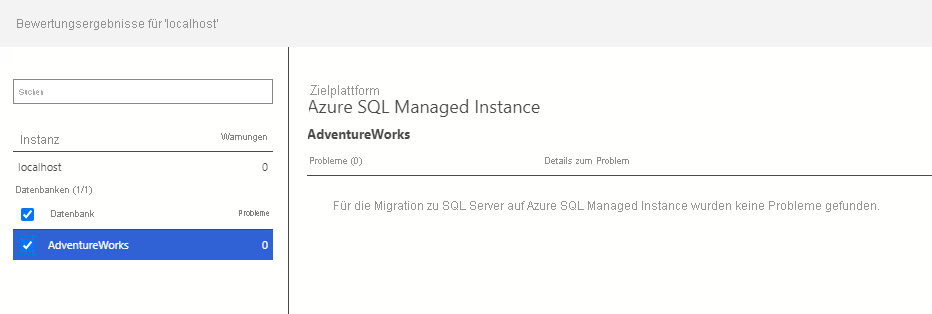 Bewertungsergebnisse für 'localhost'
Suchen
Instanz Warnungen
localhost 0
Datenbanken (1/1)
Datenbank Probleme
AdventureWorks 0
Zielplattform
Azure SQL Managed Instance
AdventureWorks
Probleme (0) Details zum Problem
Für die Migration zu SQL Server auf Azure SQL Managed Instance wurden keine Probleme gefunden.